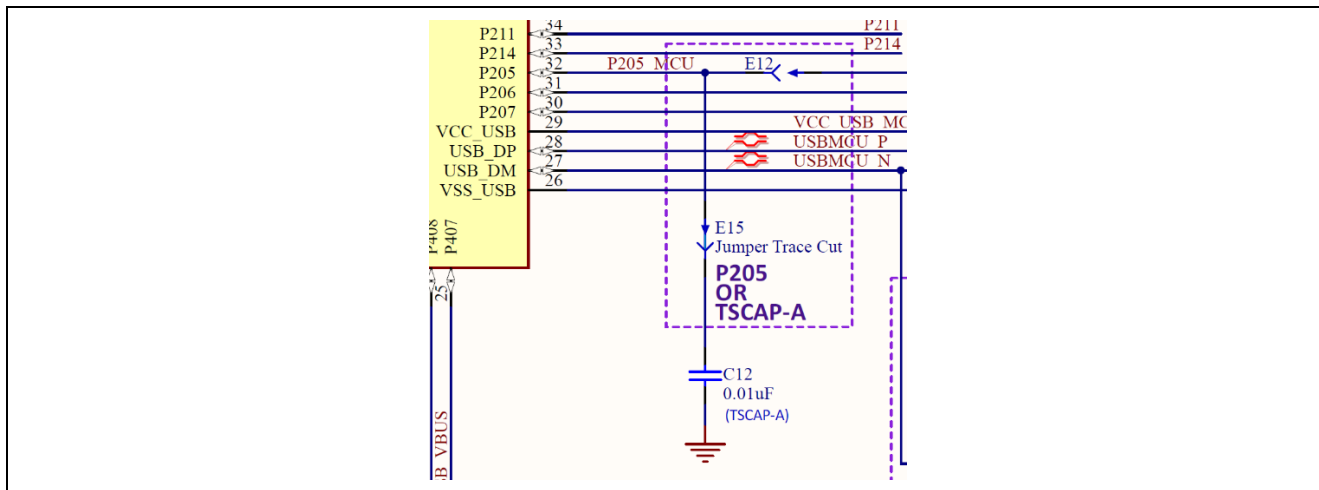 34
P211
P211
33
P214
P214
32
P205
P205_MCU
E12
31
P206
30
P207
29
VCC_USB
VCC_USB_MC
28
USB_DP
USBMCU_P
27
USB_DM
USBMCU_N
26
VSS_USB
P408
P407
E15
Jumper Trace Cut
P205
OR
TSCAP-A
25
C12
0.01uF
(TSCAP-A)
SB_VBUS